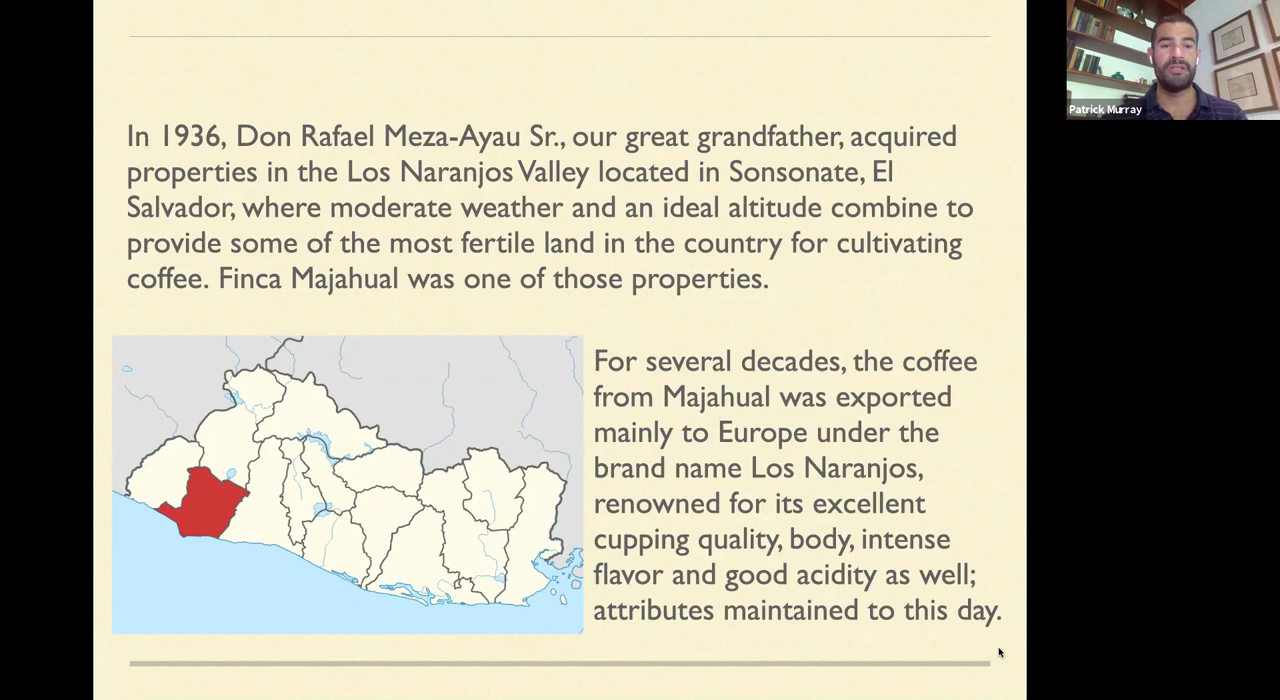 In 1936, Don Rafael Meza-Ayau Sr., our great grandfather, acquired
properties in the Los Naranjos Valley located in Sonsonate, El
Salvador, where moderate weather and an ideal altitude combine to
provide some of the most fertile land in the country for cultivating
coffee. Finca Majahual was one of those properties.
For several decades, the coffee
from Majahual was exported
mainly to Europe under the
brand name Los Naranjos,
renowned for its excellent
cupping quality, body, intense
flavor and good acidity as well;
attributes maintained to this day.
Patrick Murray